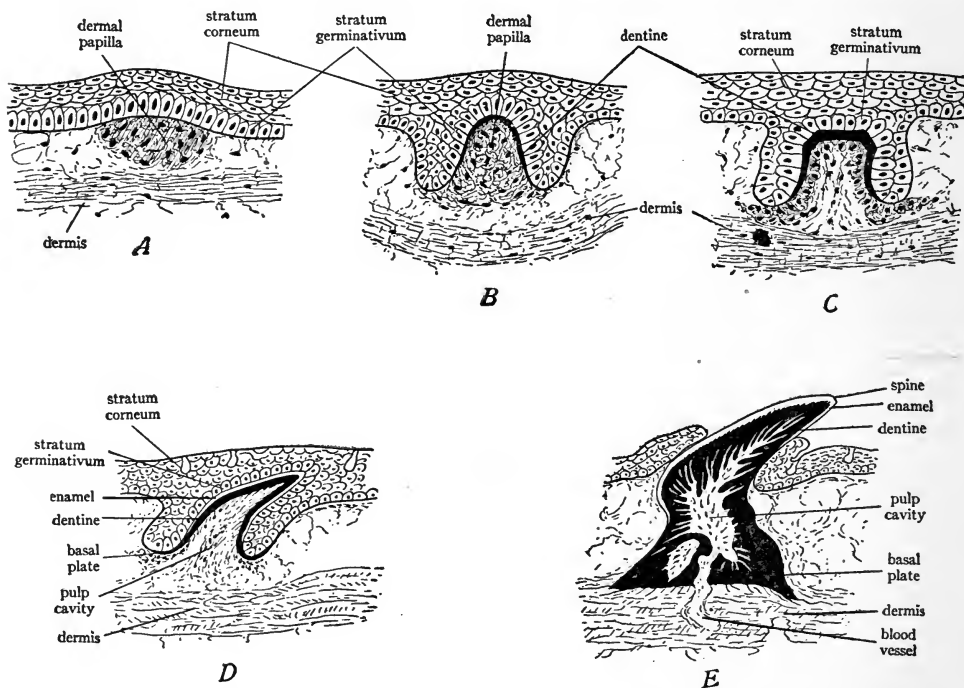 dermal
papilla
stratum
corneum
stratum
germinativum
dermal
papilla
dentine
stratum
corneum
stratum
germinativum
dermis
A
dermis
B
C
stratum
corneum
stratum
germinativum
enamel
dentine
basal
plate
pulp
cavity
dermis
D
spine
enamel
dentine
pulp
cavity
basal
plate
dermis
blood
vessel
E